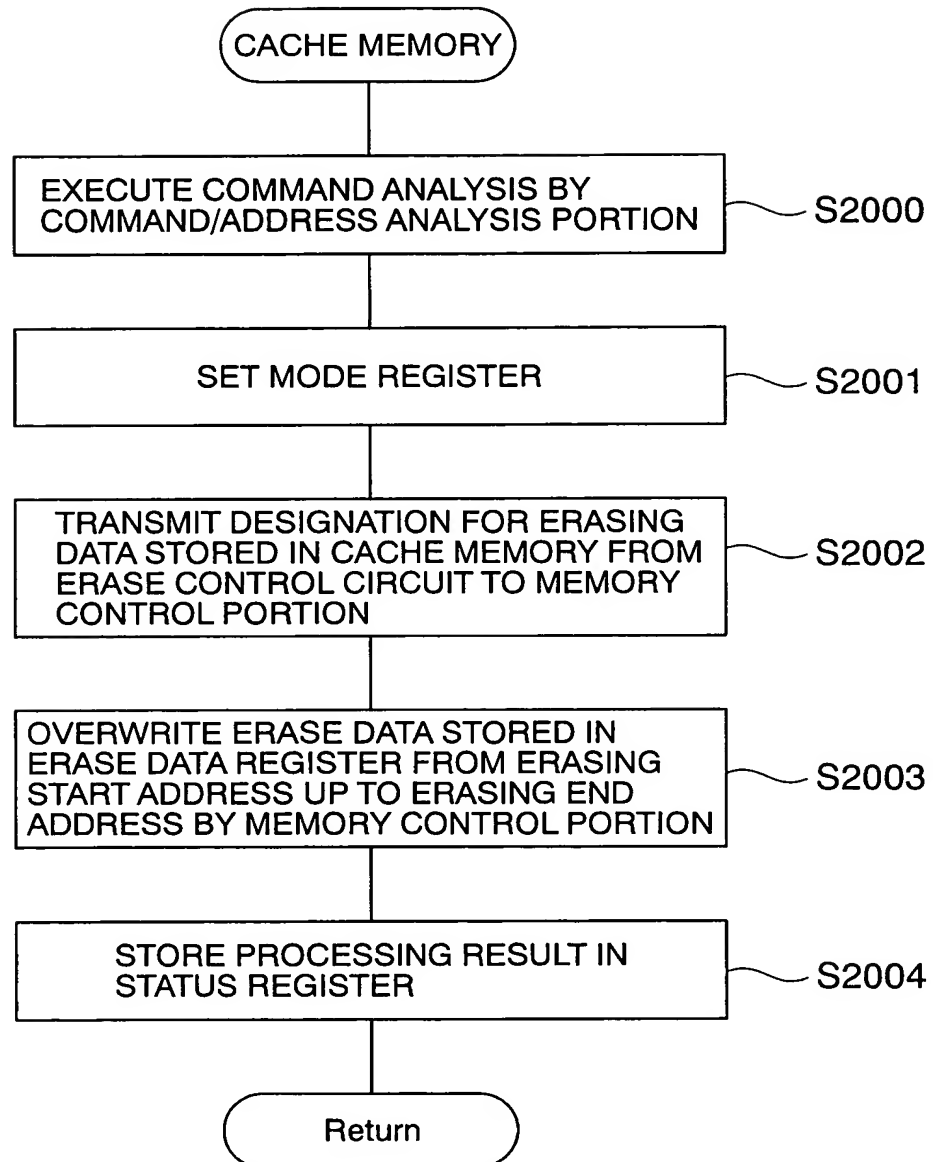 CACHE MEMORY
EXECUTE COMMAND ANALYSIS BY
COMMAND/ADDRESS ANALYSIS PORTION
S2000
SET MODE REGISTER
S2001
TRANSMIT DESIGNATION FOR ERASING
DATA STORED IN CACHE MEMORY FROM
ERASE CONTROL CIRCUIT TO MEMORY
CONTROL PORTION
S2002
OVERWRITE ERASE DATA STORED IN
ERASE DATA REGISTER FROM ERASING
START ADDRESS UP TO ERASING END
ADDRESS BY MEMORY CONTROL PORTION
S2003
STORE PROCESSING RESULT IN
STATUS REGISTER
S2004
Return